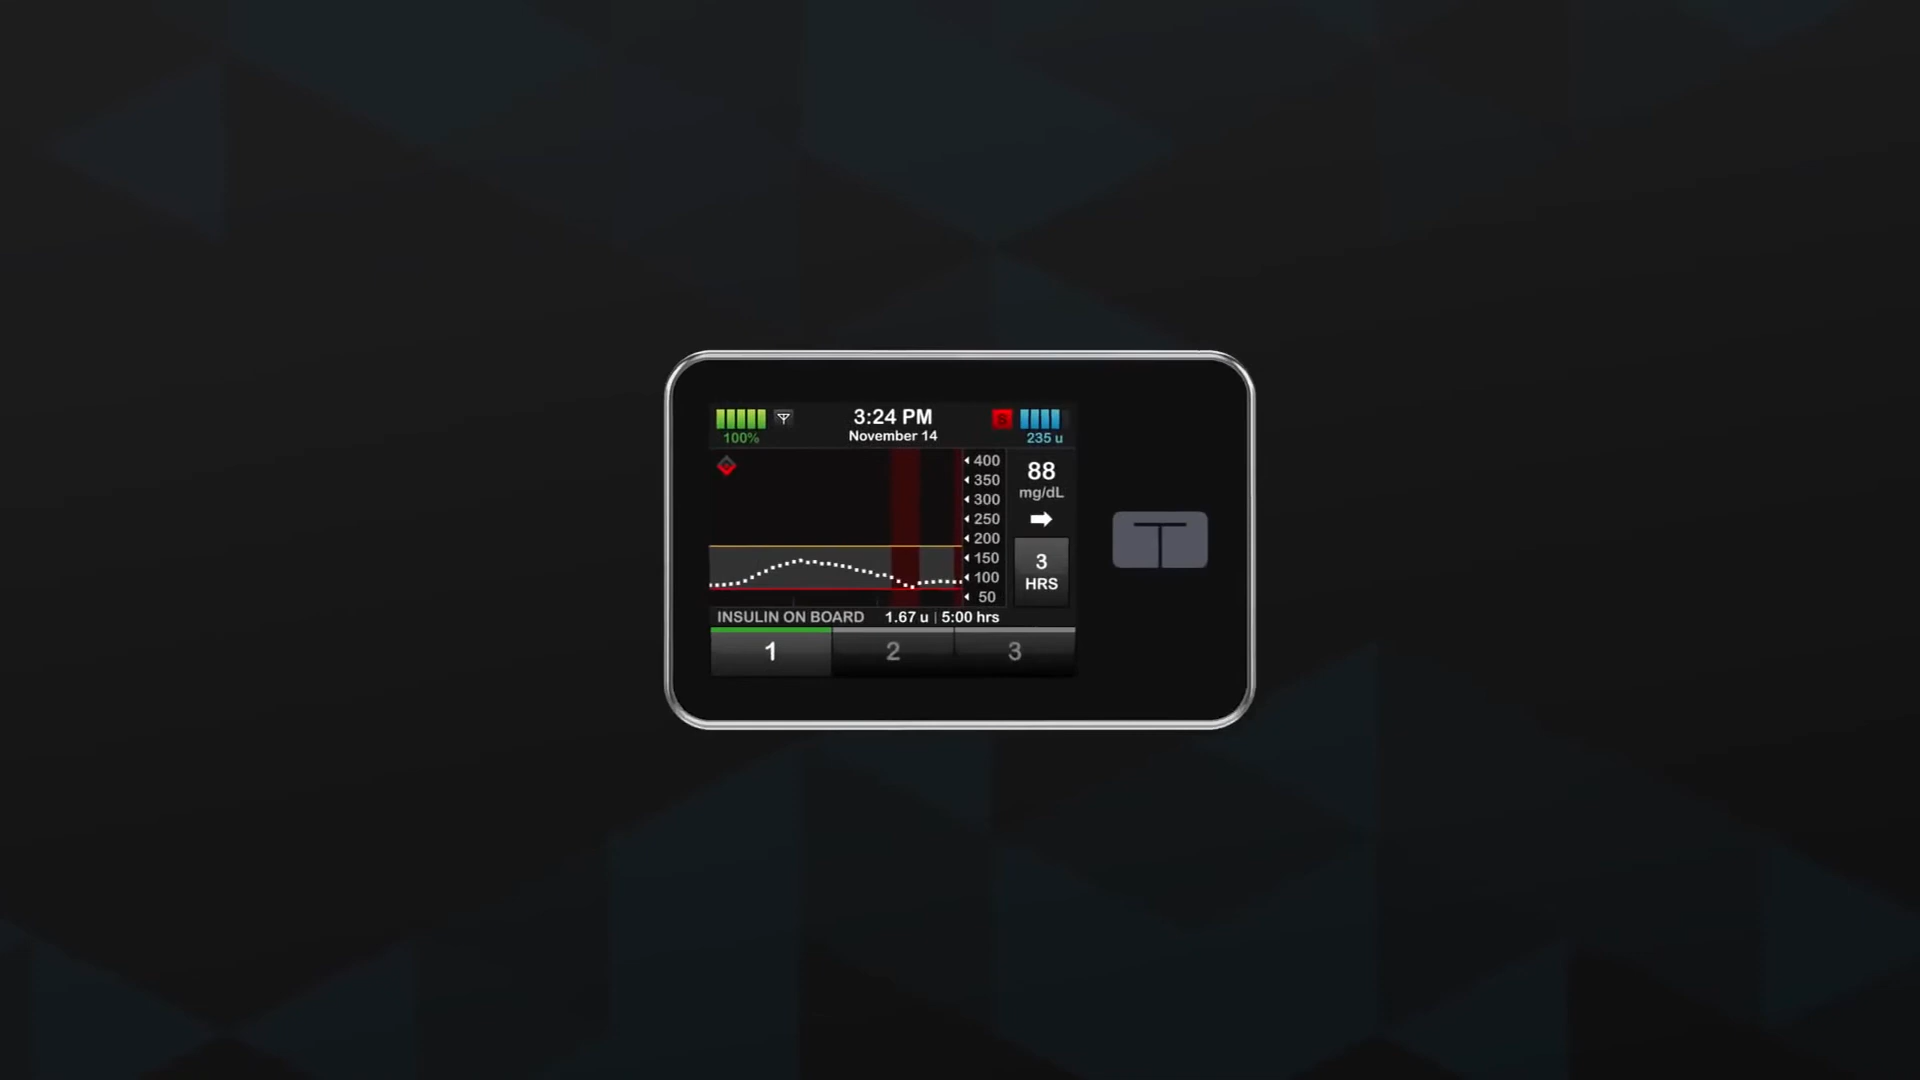 3:24 PM
S
100%
November 14
235 u
400
350
300
250
200
150
100
50
88
mg/dL
3
HRS
INSULIN ON BOARD 1.67 u | 5:00 hrs
1 2 3
T